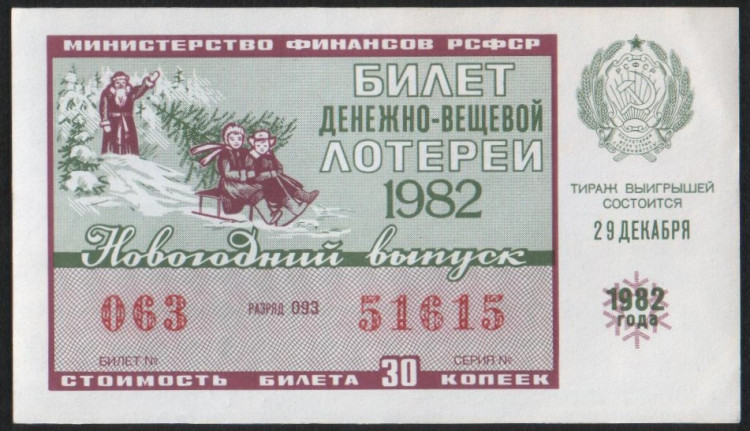 МИНИСТЕРСТВО ФИНАНСОВ РСФСР
БИЛЕТ
ДЕНЕЖНО-ВЕЩЕВОЙ
ЛОТЕРЕИ
1982
Новогодний выпуск
063 РАЗРЯД 093 51615
БИЛЕТ № СЕРИЯ №
СТОИМОСТЬ БИЛЕТА 30 КОПЕЕК
РСФСР
ТИРАЖ ВЫИГРЫШЕЙ
СОСТОИТСЯ
29 ДЕКАБРЯ
1982
года